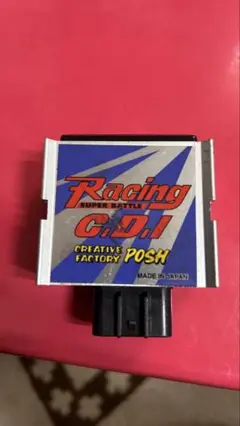 Racing
SUPER BATTLE
C.D.I
CREATIVE
FACTORY POSH
MADE IN JAPAN